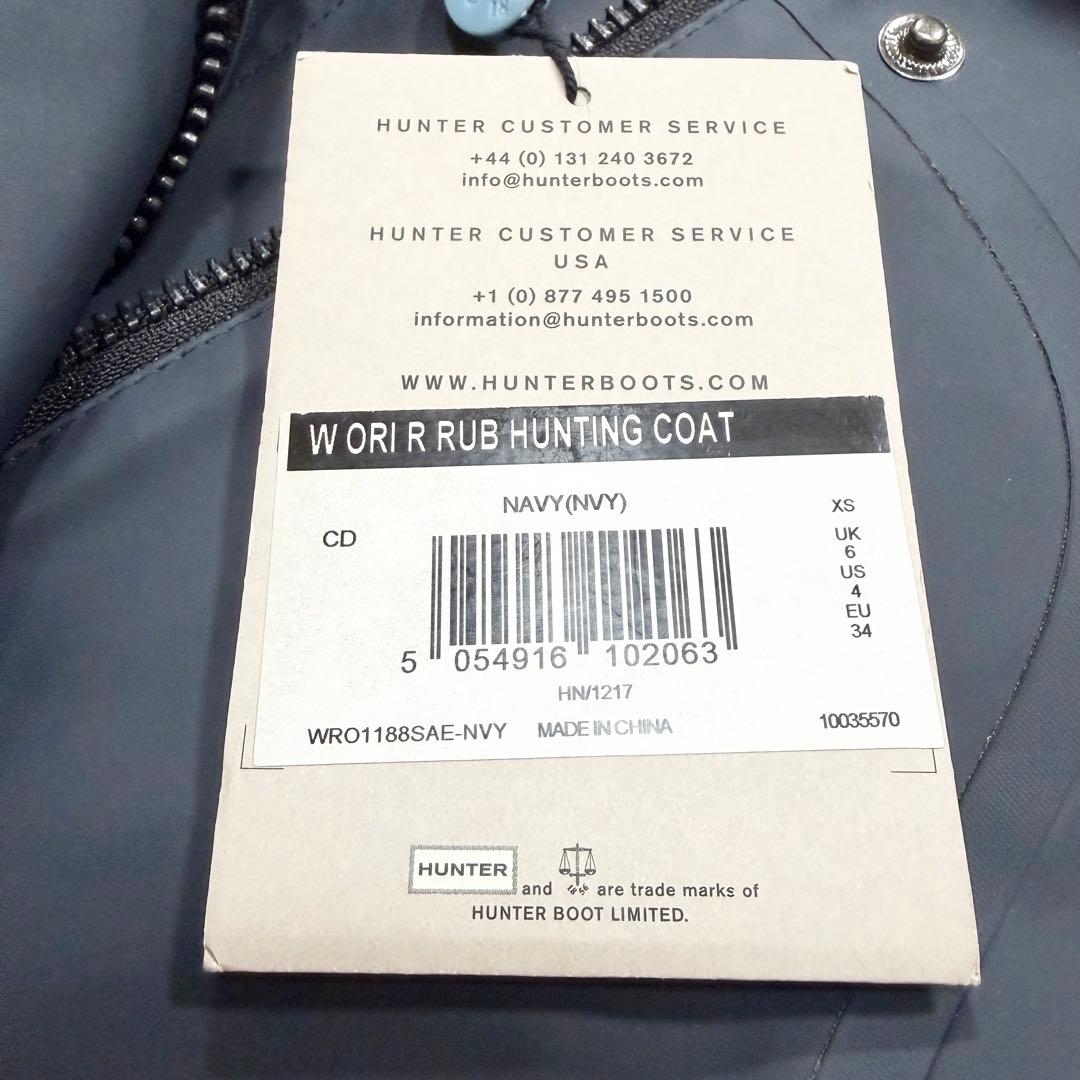 18
HUNTER CUSTOMER SERVICE
+44 (0) 131 240 3672
info@hunterboots.com
HUNTER CUSTOMER SERVICE
USA
+1 (0) 877 495 1500
information@hunterboots.com
WWW.HUNTERBOOTS.COM
W ORI R RUB HUNTING COAT
NAVY(NVY)
XS
CD
UK
6
US
4
EU
34
5 054916 102063
HN/1217
WRO1188SAE-NVY MADE IN CHINA 10035570
HUNTER and 1856 are trade marks of
HUNTER BOOT LIMITED.